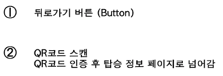 ① 뒤로가기 버튼 (Button)
② QR코드 스캔
QR코드 인증 후 탑승 정보 페이지로 넘어감